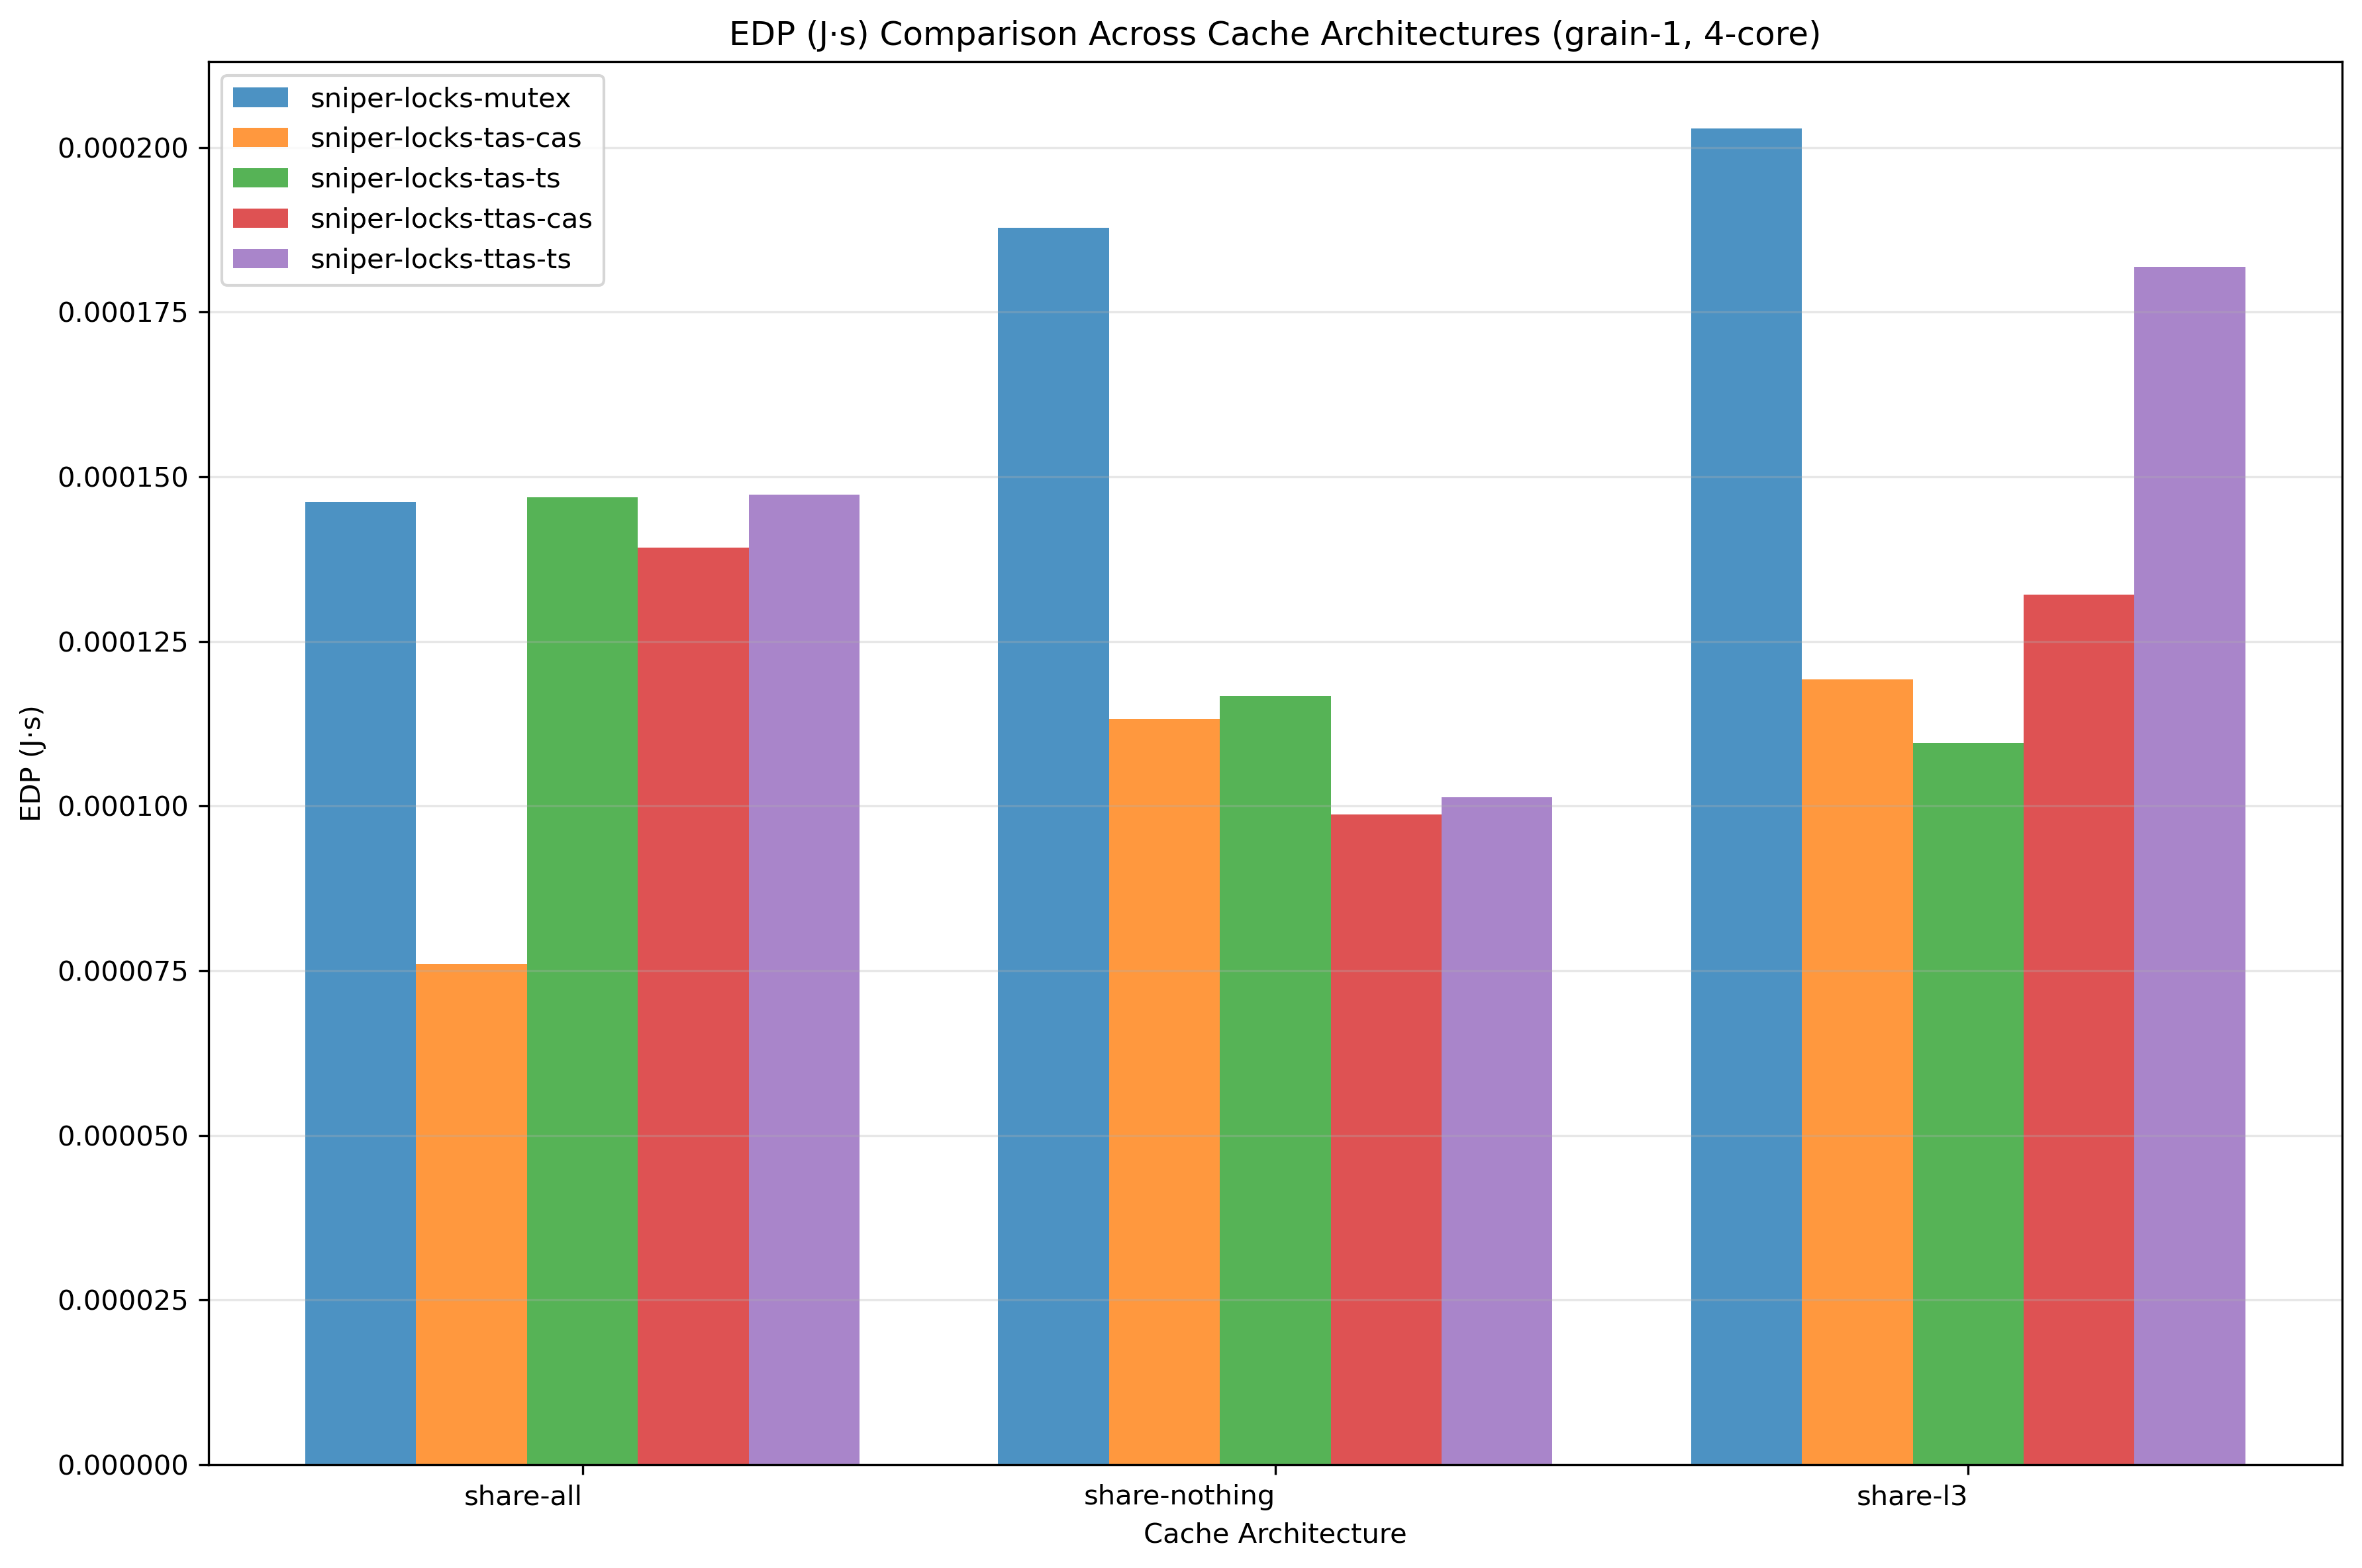 EDP (J·s) Comparison Across Cache Architectures (grain-1, 4-core)
sniper-locks-mutex
sniper-locks-tas-cas
sniper-locks-tas-ts
sniper-locks-ttas-cas
sniper-locks-ttas-ts
0.000200
0.000175
0.000150
0.000125
0.000100
0.000075
0.000050
0.000025
0.000000
EDP (J·s)
share-all
share-nothing
share-l3
Cache Architecture